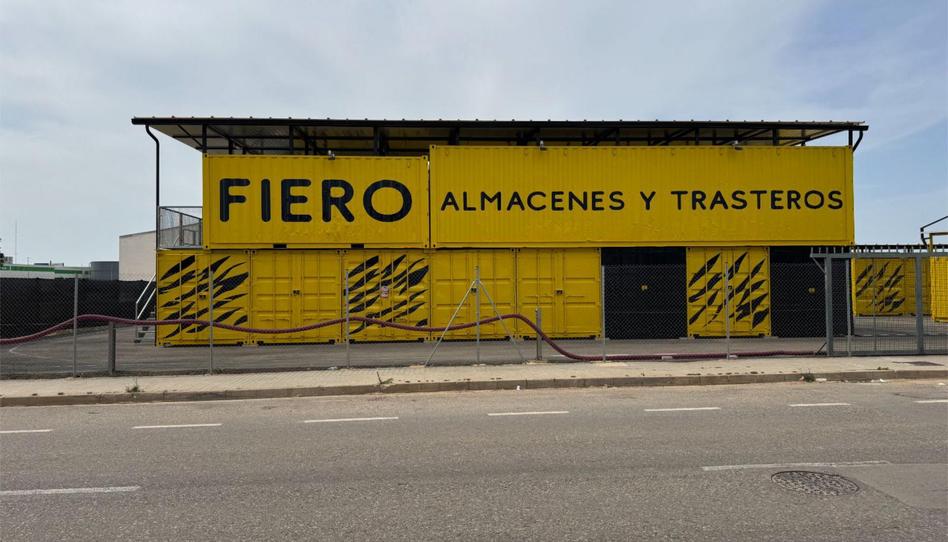 FIERO
ALMACENES Y TRASTEROS